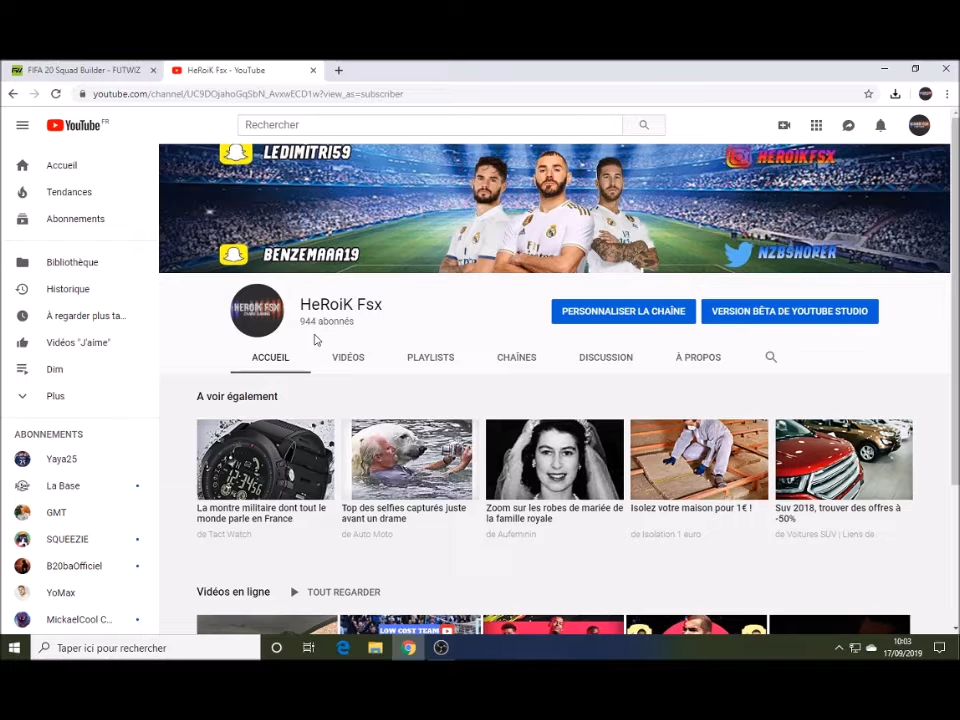 FIFA 20 Squad Builder - FUTWIZ
HeRoiK Fsx - YouTube
youtube.com/channel/UC9DOjahoGqSbN_AvxwECD1w?view_as=subscriber
YouTube FR
Rechercher
LEDIMITRI59
HEROIKFSX
BENZEMAAA19
NZBSHOPER
Accueil
Tendances
Abonnements
Bibliothèque
Historique
À regarder plus ta...
Vidéos "J'aime"
Dim
Plus
ABONNEMENTS
Yaya25
La Base
GMT
SQUEEZIE
B20baOfficiel
YoMax
MickaelCool C...
HEROIK FSX
HeRoiK Fsx
944 abonnés
PERSONNALISER LA CHAÎNE
VERSION BÊTA DE YOUTUBE STUDIO
ACCUEIL
VIDÉOS
PLAYLISTS
CHAÎNES
DISCUSSION
À PROPOS
A voir également
La montre militaire dont tout le
monde parle en France
de Tact Watch
Top des selfies capturés juste
avant un drame
de Auto Moto
Zoom sur les robes de mariée de
la famille royale
de Aufeminin
Isolez votre maison pour 1€ !
de Isolation 1 euro
Suv 2018, trouver des offres à
-50%
de Voitures SUV | Liens de
Vidéos en ligne
TOUT REGARDER
LOW COST TEAM
Taper ici pour rechercher
10:03
17/09/2019